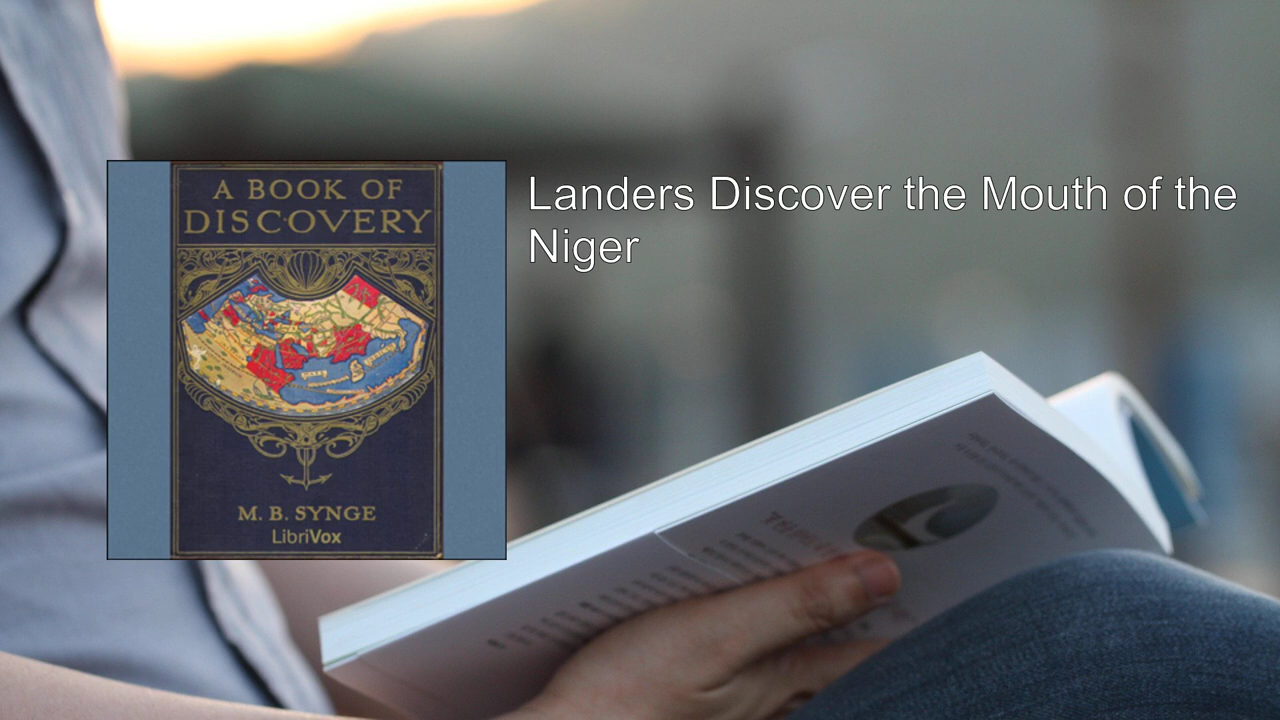 A BOOK OF
DISCOVERY
M. B. SYNGE
LibriVox
Landers Discover the Mouth of the
Niger